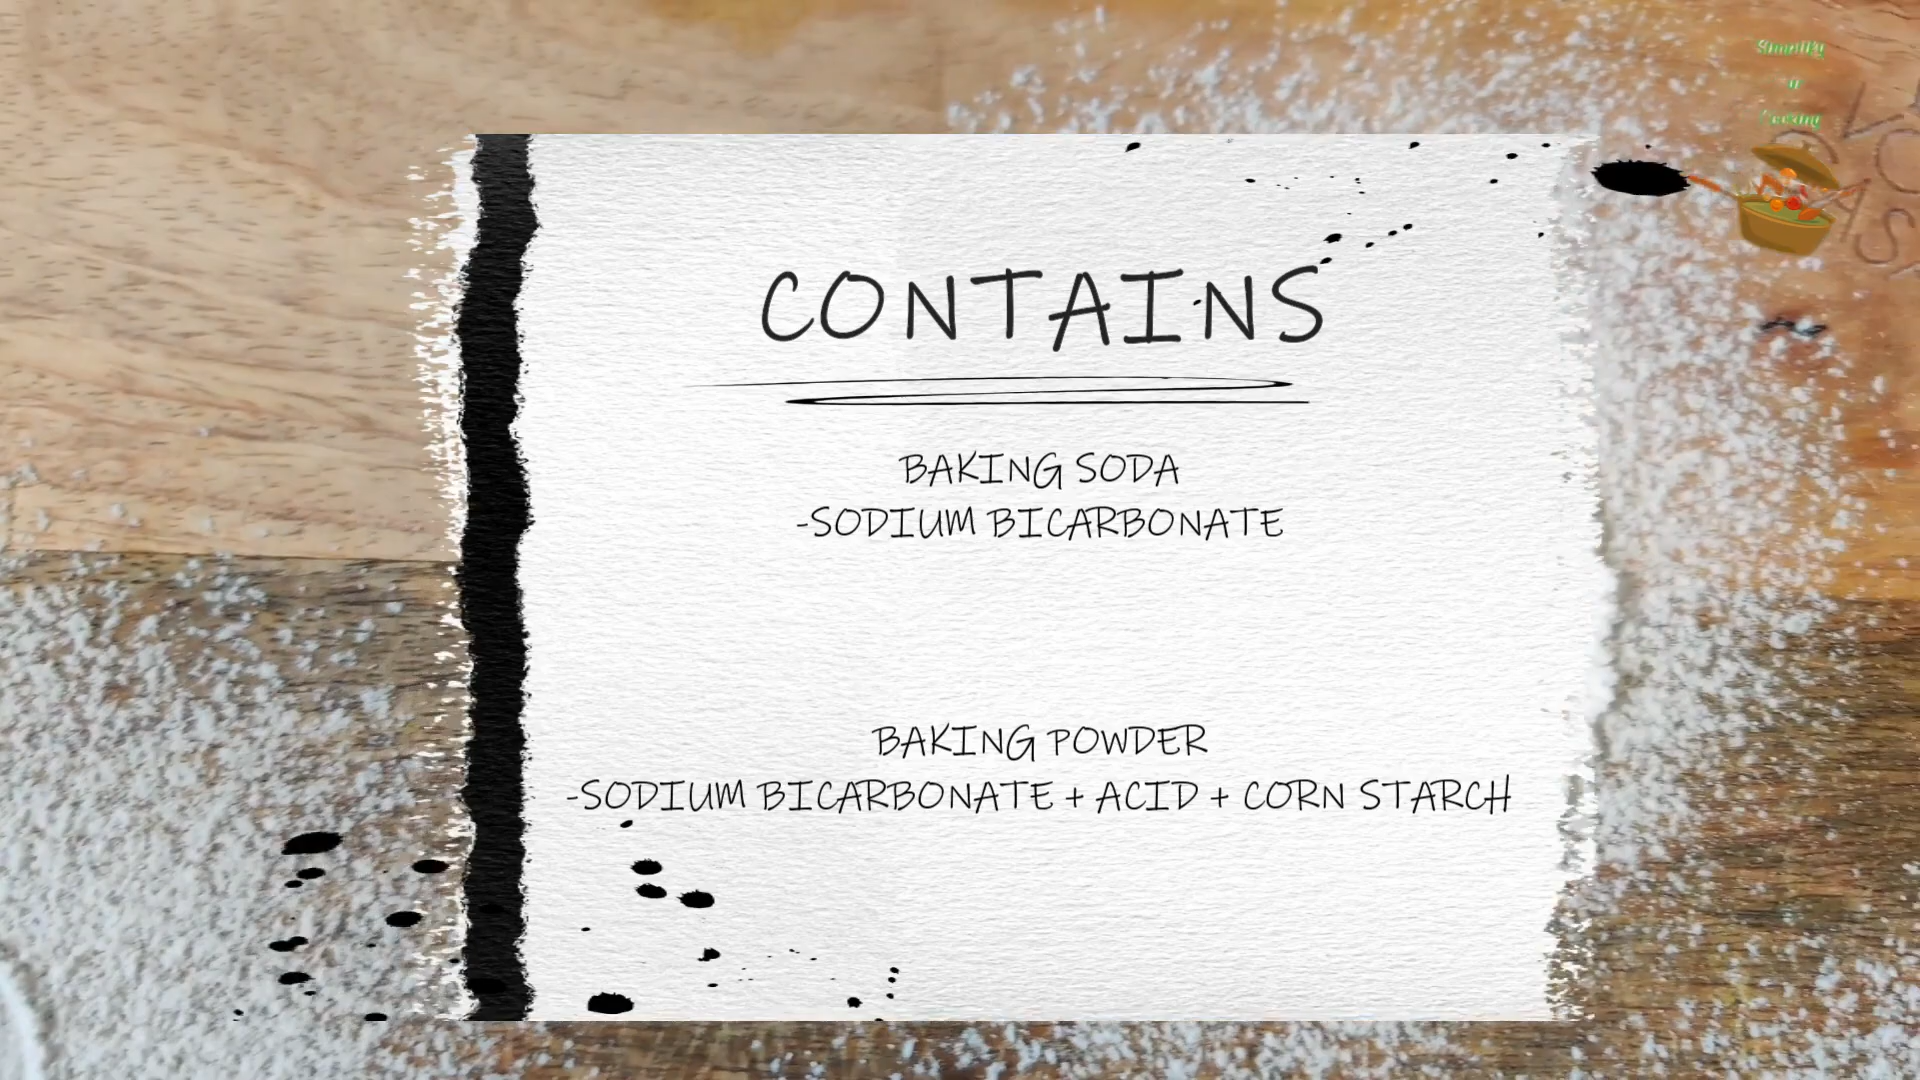 CONTAINS
BAKING SODA
-SODIUM BICARBONATE
BAKING POWDER
-SODIUM BICARBONATE + ACID + CORN STARCH